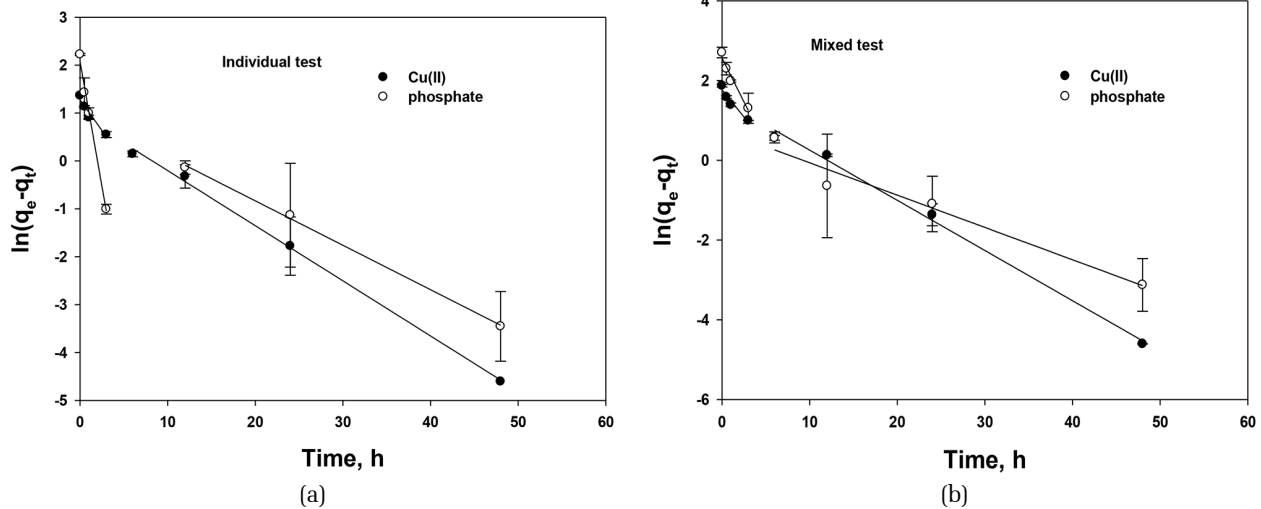 3
2
1
0
-1
-2
-3
-4
-5
ln(qe-qt)
Individual test
Cu(II)
phosphate
0 10 20 30 40 50 60
Time, h
(a)
4
2
0
-2
-4
-6
ln(qe-qt)
Mixed test
Cu(II)
phosphate
0 10 20 30 40 50 60
Time, h
(b)